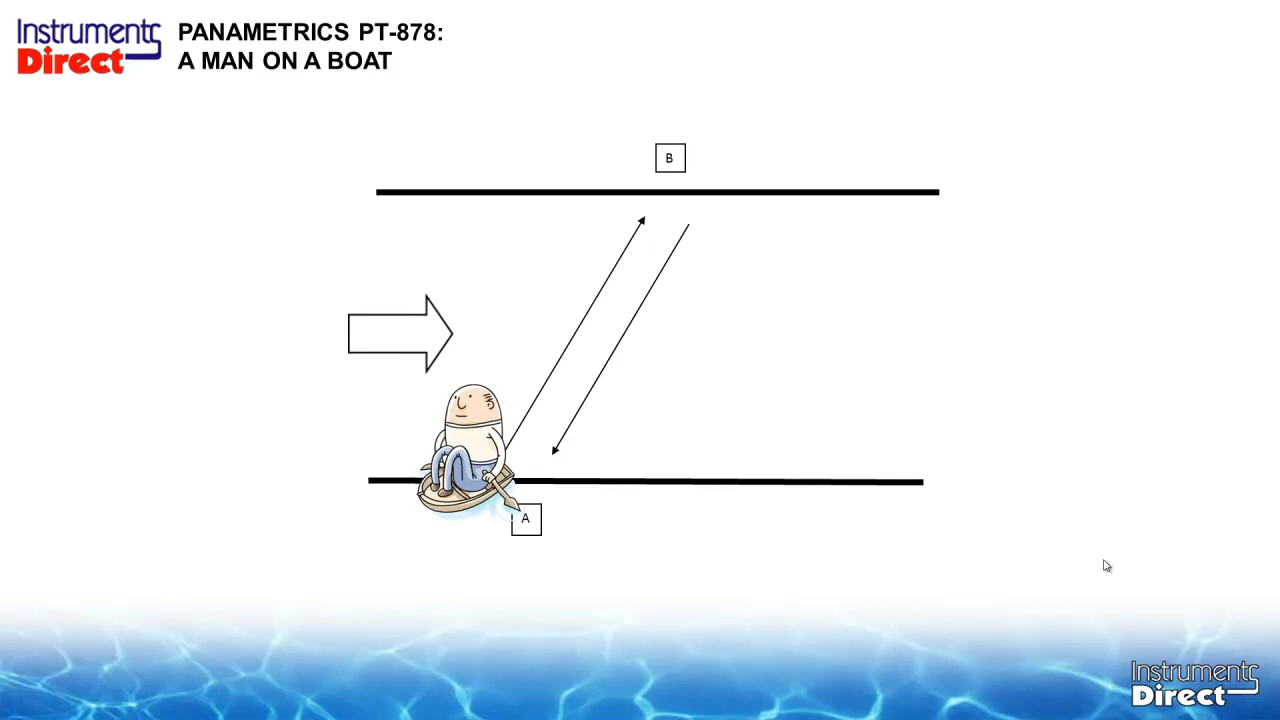 Instruments
Direct
PANAMETRICS PT-878:
A MAN ON A BOAT
B
A
Instruments
Direct